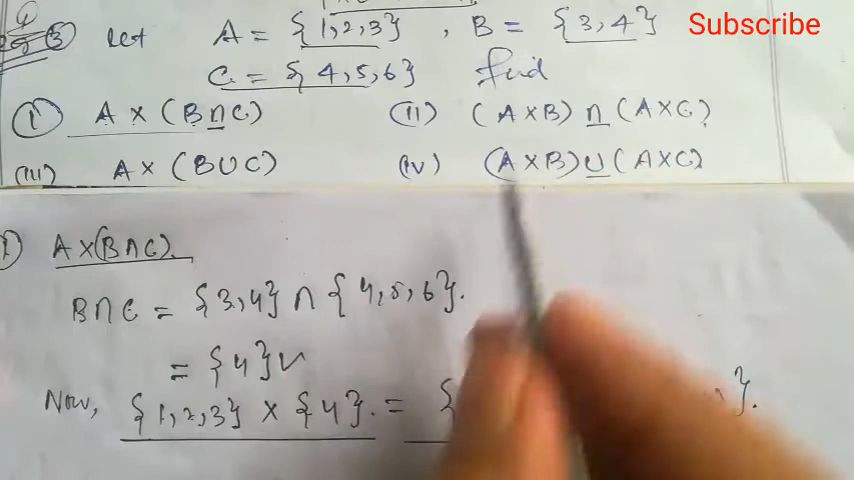 Subscribe
Q ③ Let A = {1,2,3} , B = {3,4}
C = {4,5,6} find
(i) A × (B∩C) (ii) (A×B) ∩ (A×C)
(iii) A × (B∪C) (iv) (A×B) ∪ (A×C)
A×(B∩C).
B∩C = {3,4} ∩ {4,5,6}.
= {4}
Now, {1,2,3} × {4}. = { , }.